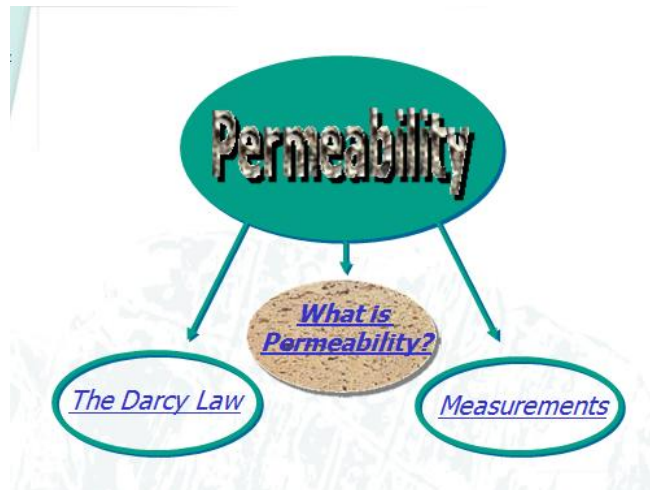 Permeability
What is
Permeability?
The Darcy Law
Measurements